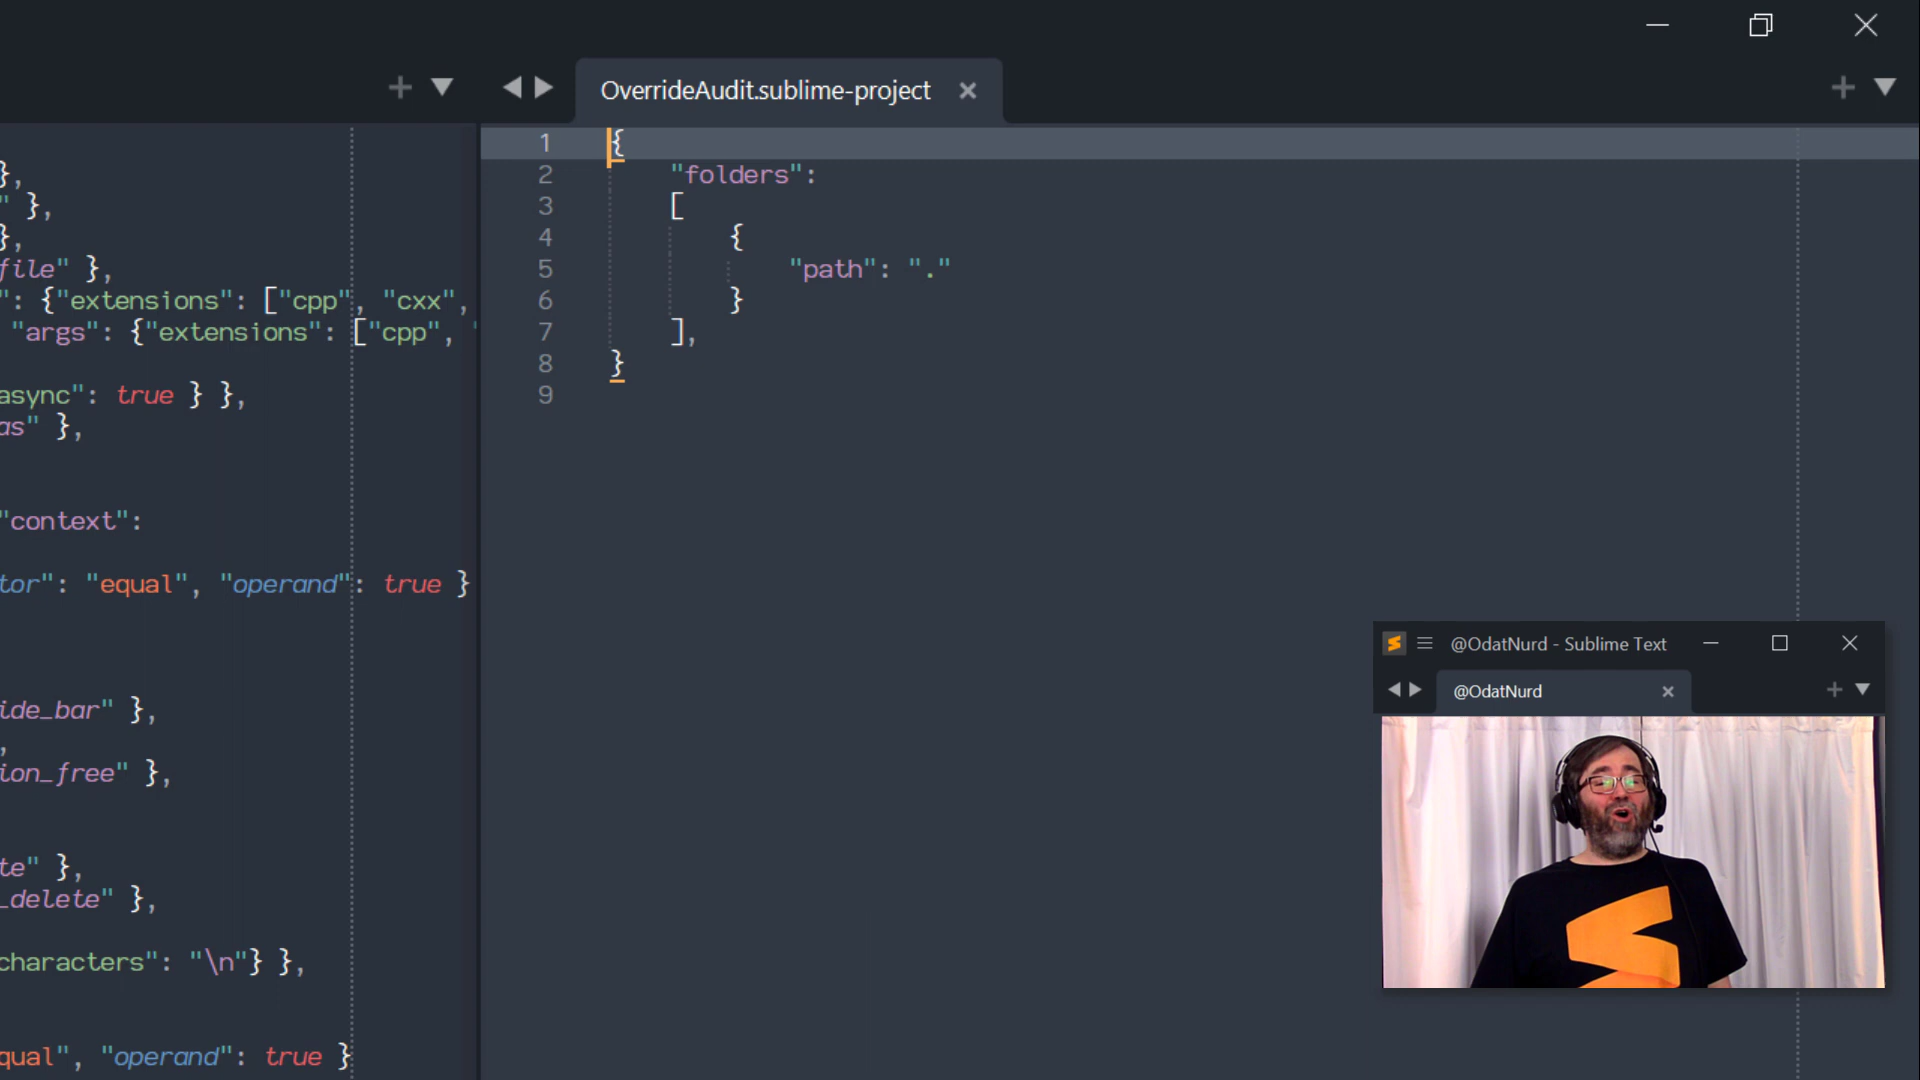 OverrideAudit.sublime-project
},
" },
},
file" },
": {"extensions": ["cpp", "cxx",
"args": {"extensions": ["cpp", "
async": true } },
as" },
"context":
tor": "equal", "operand": true }
ide_bar" },
,
ion_free" },
te" },
_delete" },
characters": "\n"} },
qual", "operand": true }
1 {
2 "folders":
3 [
4 {
5 "path": "."
6 }
7 ],
8 }
9
@OdatNurd - Sublime Text
@OdatNurd